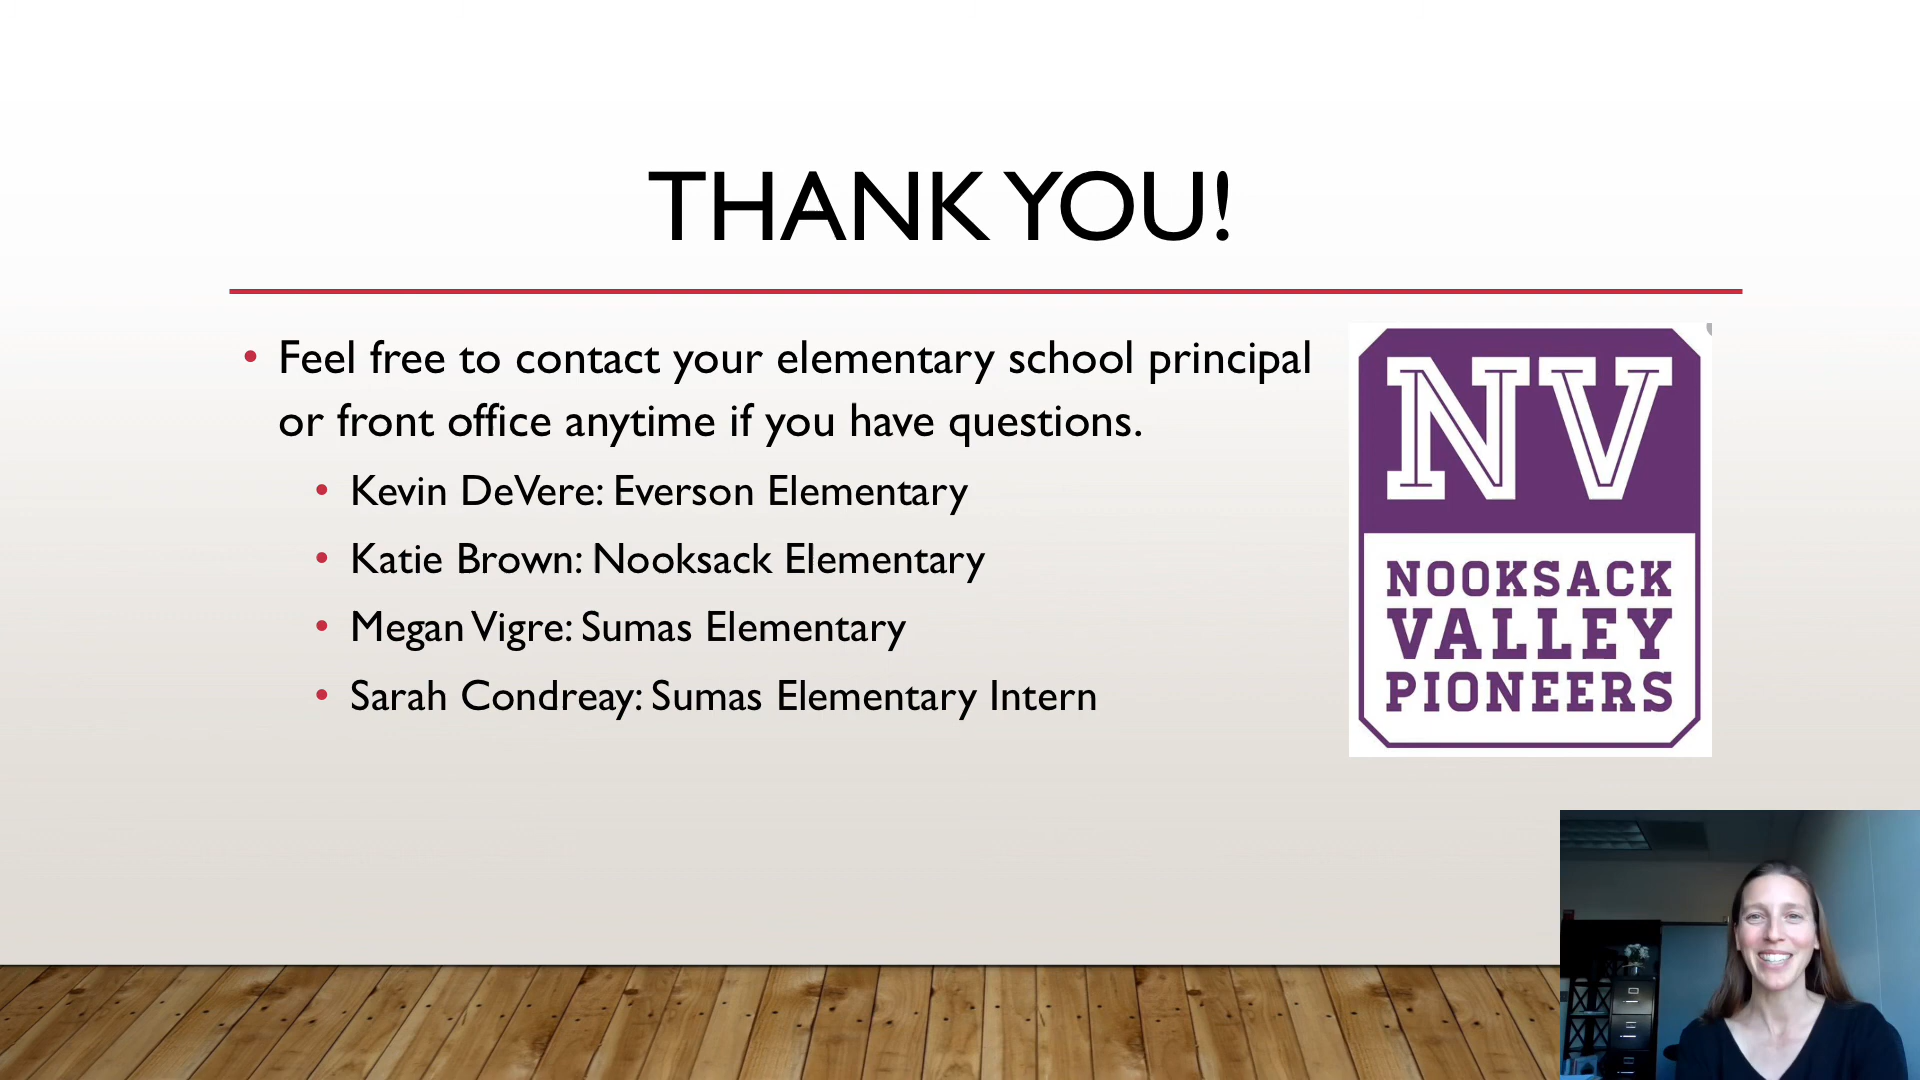 THANK YOU!
• Feel free to contact your elementary school principal
or front office anytime if you have questions.
• Kevin DeVere: Everson Elementary
• Katie Brown: Nooksack Elementary
• Megan Vigre: Sumas Elementary
• Sarah Condreay: Sumas Elementary Intern
NV
NOOKSACK
VALLEY
PIONEERS